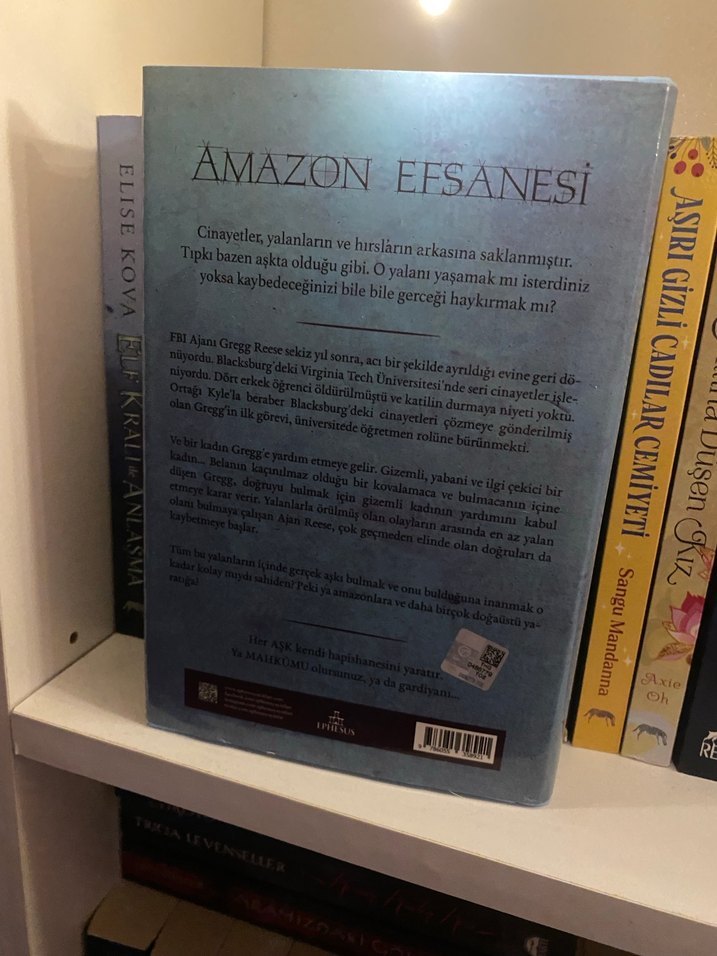 AMAZON EFSANESİ
Cinayetler, yalanların ve hırsların arkasına saklanmıştır.
Tıpkı bazen aşkta olduğu gibi. O yalanı yaşamak mı isterdiniz
yoksa kaybedeceğinizi bile bile gerçeği haykırmak mı?
FBI Ajanı Gregg Reese sekiz yıl sonra, acı bir şekilde ayrıldığı evine geri dö-
nüyordu. Blacksburg'deki Virginia Tech Üniversitesi'nde seri cinayetler işle-
niyordu. Dört erkek öğrenci öldürülmüştü ve katilin durmaya niyeti yoktu.
Ortağı Kyle'la beraber Blacksburg'deki cinayetleri çözmeye gönderilmiş
olan Gregg'in ilk görevi, üniversitede öğretmen rolüne bürünmekti.
Ve bir kadın Gregg'e yardım etmeye gelir. Gizemli, yabani ve ilgi çekici bir
kadın... Belanın kaçınılmaz olduğu bir kovalamaca ve bulmacanın içine
düşen Gregg, doğruyu bulmak için gizemli kadının yardımını kabul
etmeye karar verir. Yalanlarla örülmüş olan olayların arasında en az yalan
olanı bulmaya çalışan Ajan Reese, çok geçmeden elinde olan doğruları da
kaybetmeye başlar.
Tüm bu yalanların içinde gerçek aşkı bulmak ve onu bulduğuna inanmak o
kadar kolay mıydı sahiden? Peki ya amazonlara ve daha birçok doğaüstü ya-
ratığa?
Her AŞK kendi hapishanesini yaratır.
Ya MAHKÛMU olursunuz, ya da gardiyanı...
EPHESUS
9 786055 358921
ELISE KOVA ELF KRALI ile ANLAŞMA
AŞIRI GİZLİ CADILAR CEMİYETİ Sangu Mandanna
Düşen Kız Axie Oh
RE
TRICIA LEVENSELLER